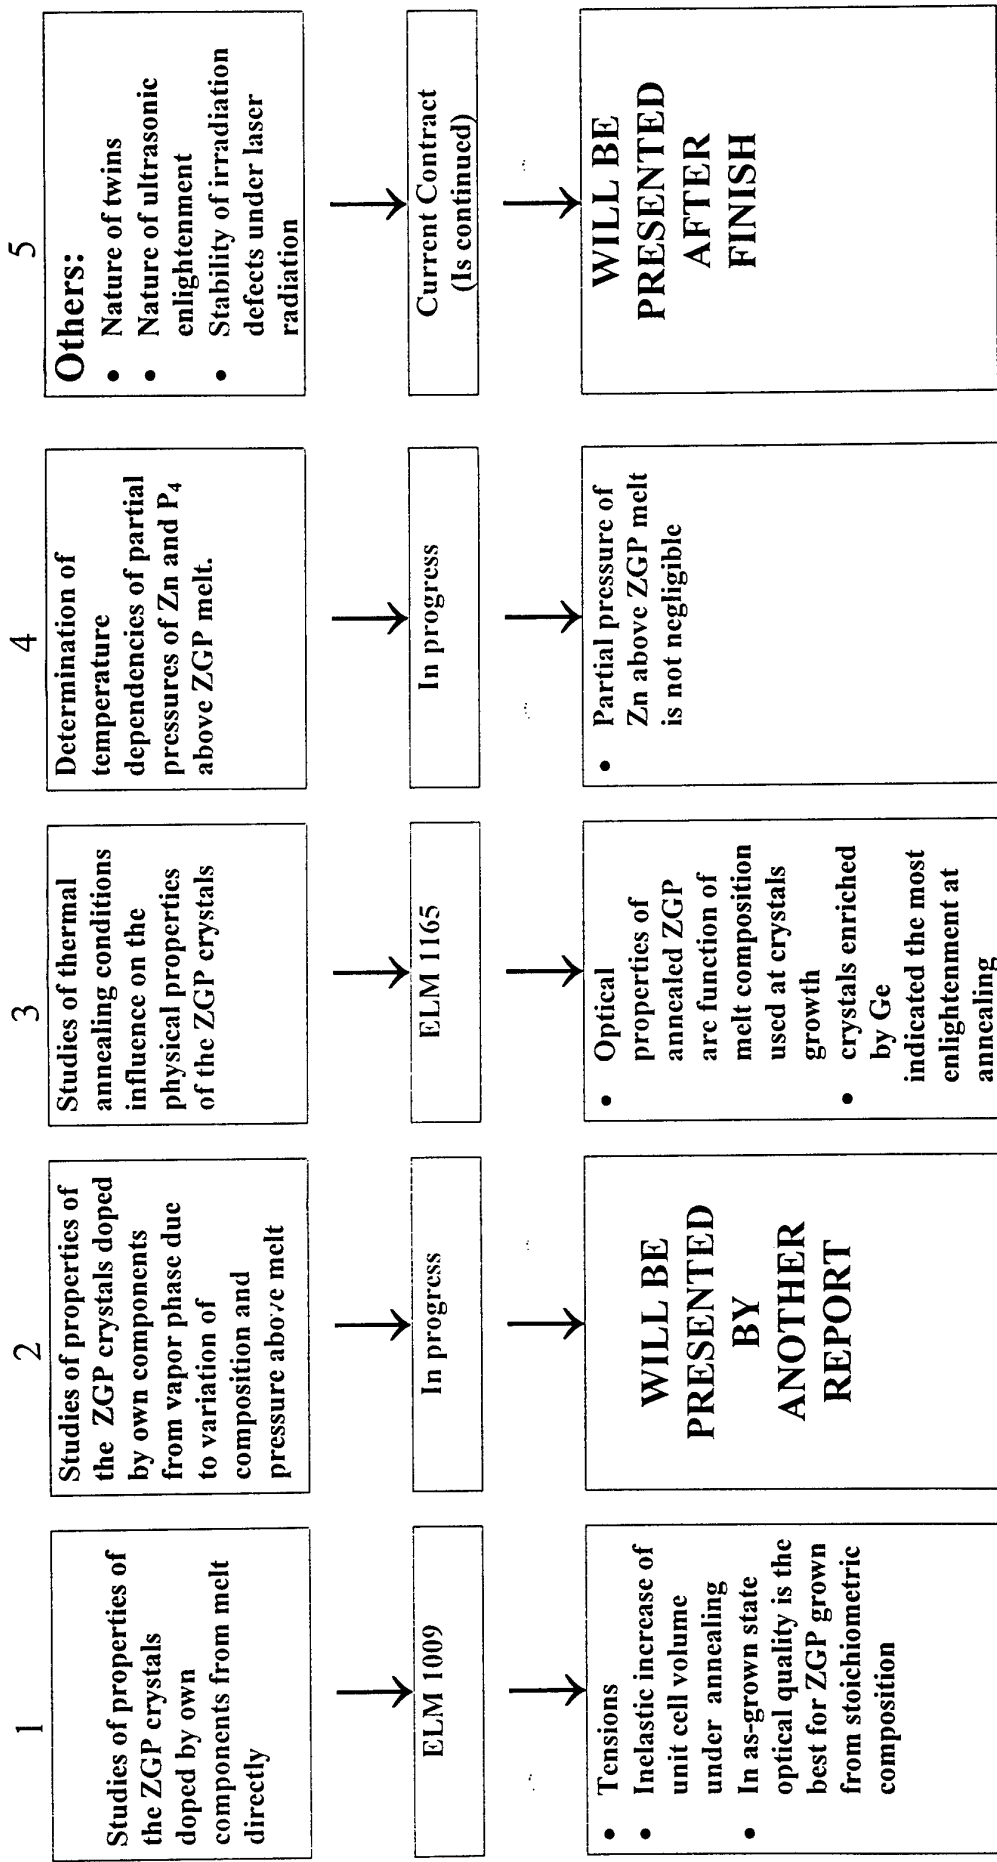 1
Studies of properties of
the ZGP crystals
doped by own
components from melt
directly
ELM 1009
• Tensions
• Inelastic increase of
unit cell volume
under annealing
• In as-grown state
optical quality is the
best for ZGP grown
from stoichiometric
composition
2
Studies of properties of
the ZGP crystals doped
by own components
from vapor phase due
to variation of
composition and
pressure above melt
In progress
WILL BE
PRESENTED
BY
ANOTHER
REPORT
3
Studies of thermal
annealing conditions
influence on the
physical properties
of the ZGP crystals
ELM 1165
• Optical
properties of
annealed ZGP
are function of
melt composition
used at crystals
growth
• crystals enriched
by Ge
indicated the most
enlightenment at
annealing
4
Determination of
temperature
dependencies of partial
pressures of Zn and P₄
above ZGP melt.
In progress
• Partial pressure of
Zn above ZGP melt
is not negligible
5
Others:
• Nature of twins
• Nature of ultrasonic
enlightenment
• Stability of irradiation
defects under laser
radiation
Current Contract
(Is continued)
WILL BE
PRESENTED
AFTER
FINISH